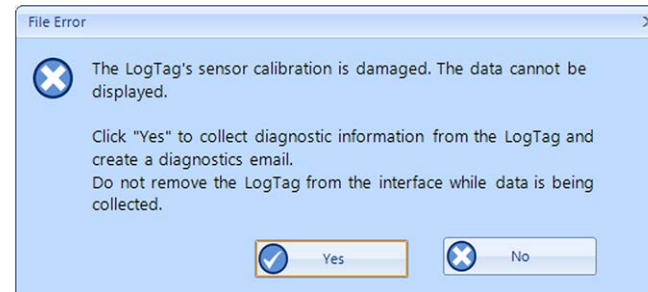 File Error
The LogTag's sensor calibration is damaged. The data cannot be
displayed.
Click "Yes" to collect diagnostic information from the LogTag and
create a diagnostics email.
Do not remove the LogTag from the interface while data is being
collected.
Yes
No